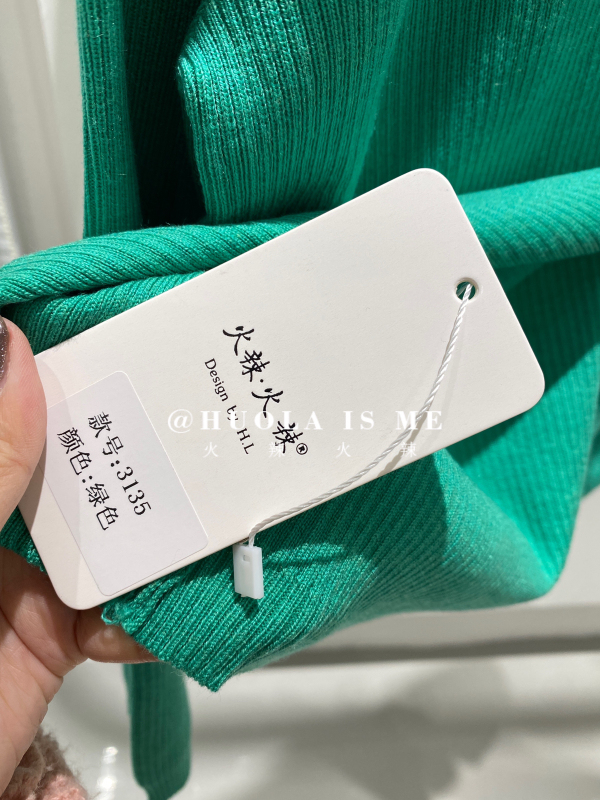 火辣·火辣®
Design by H.L
款号:3135
颜色:绿色
@HUOLA IS ME
火辣火辣